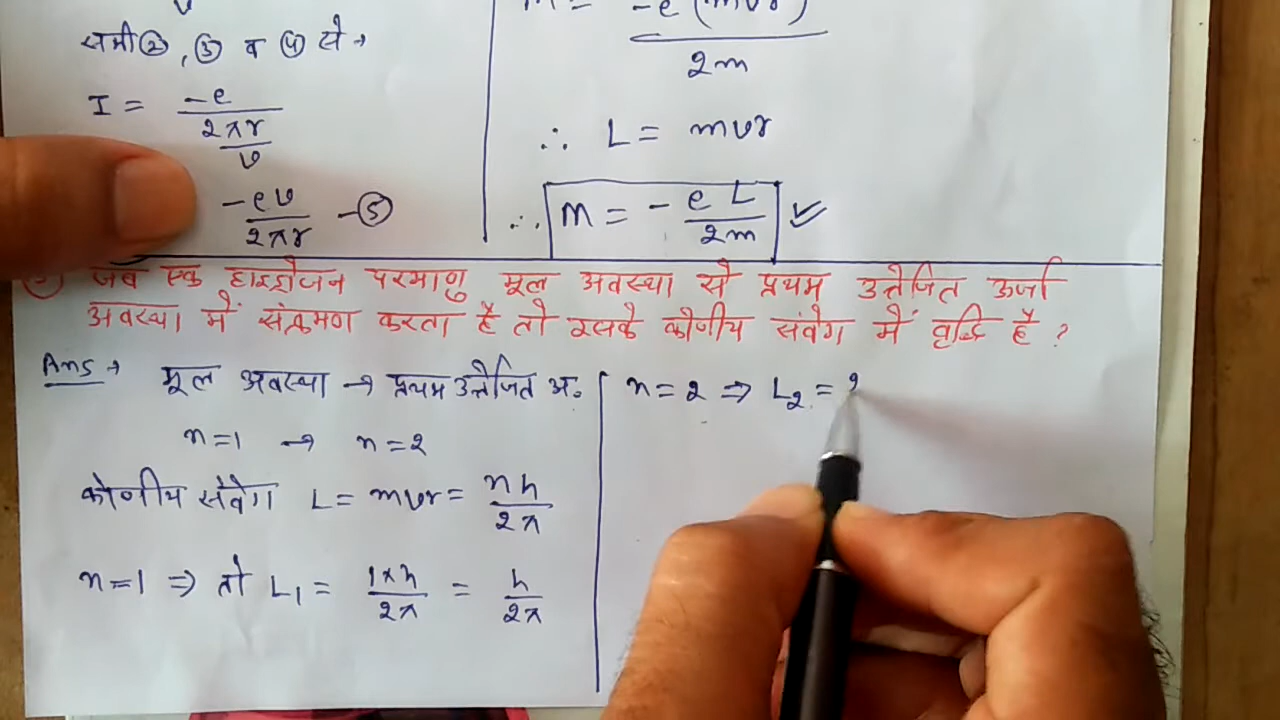 समी②, ③ व ④ से →
I = -e / (2πr / v)
-ev / 2πr -⑤
m = -e (mvr) / 2m
∴ L = mvr
∴ m = - e L / 2m ✓
जब एक हाइड्रोजन परमाणु मूल अवस्था से प्रथम उत्तेजित ऊर्जा
अवस्था में संक्रमण करता है तो इसके कोणीय संवेग में वृद्धि है ?
Ans → मूल अवस्था → प्रथम उत्तेजित अ.
n=1 → n=2
कोणीय संवेग L = mvr = nh / 2π
n=1 ⇒ तो L₁ = 1×h / 2π = h / 2π
n = 2 ⇒ L₂ = 2